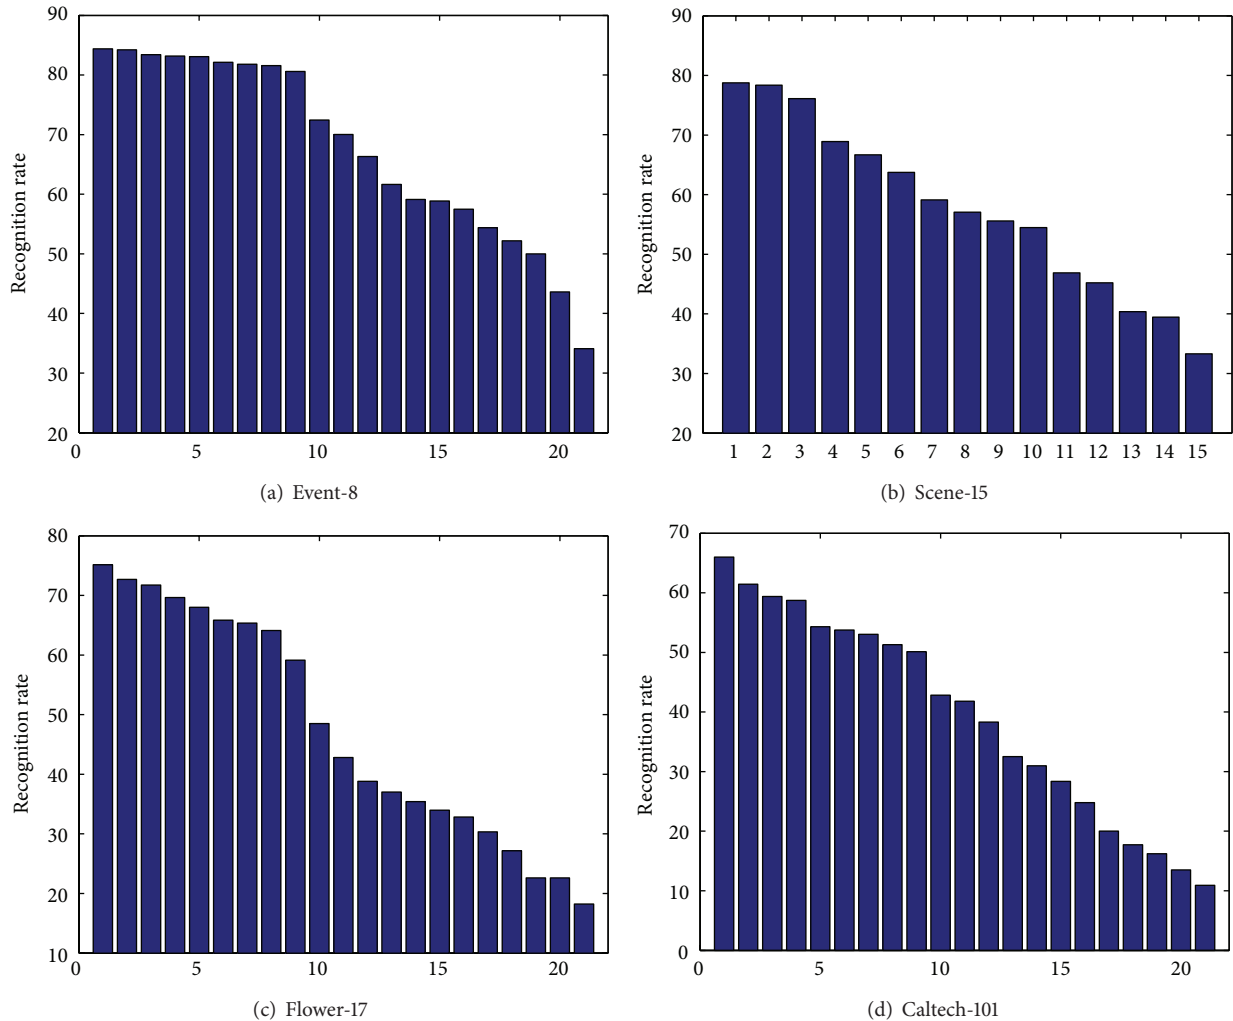 90
80
70
60
50
40
30
20
Recognition rate
0 5 10 15 20
(a) Event-8
90
80
70
60
50
40
30
20
Recognition rate
1 2 3 4 5 6 7 8 9 10 11 12 13 14 15
(b) Scene-15
80
70
60
50
40
30
20
10
Recognition rate
0 5 10 15 20
(c) Flower-17
70
60
50
40
30
20
10
0
Recognition rate
0 5 10 15 20
(d) Caltech-101